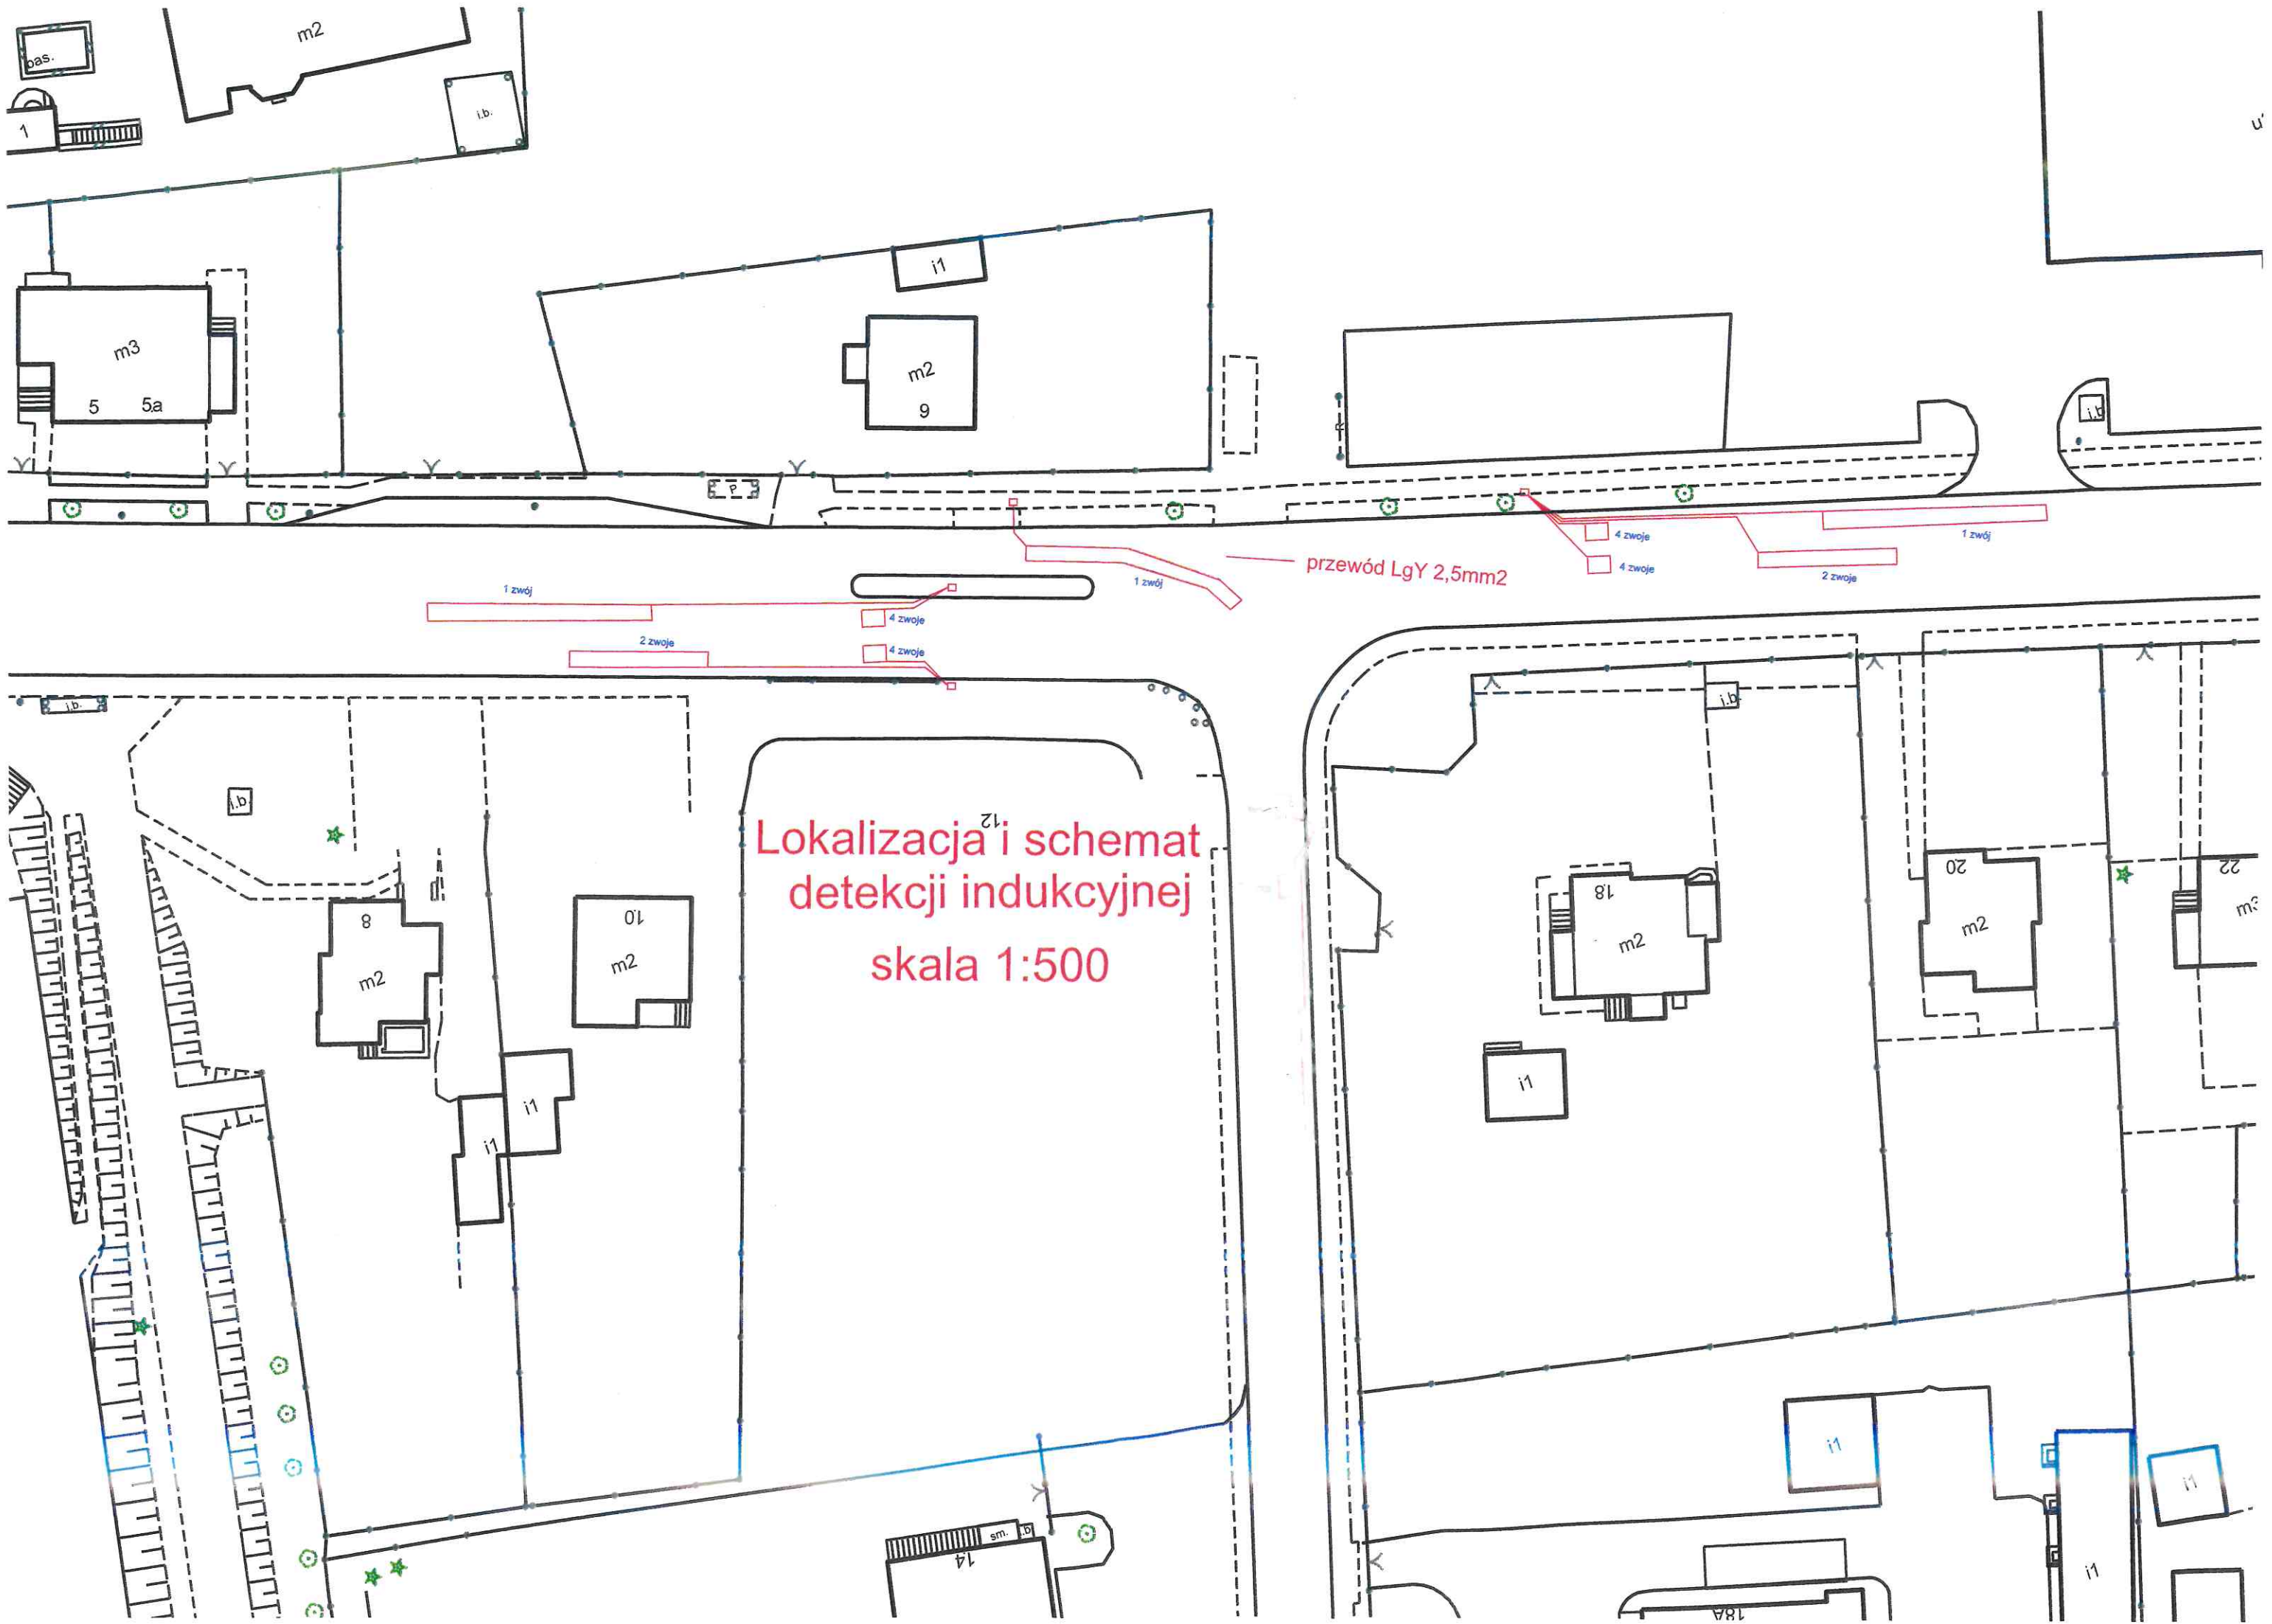 m2
pas.
i.b.
1
i1
m3
5 5a
m2
9
i.b
P
4 zwoje
1 zwój
przewód LgY 2,5mm2
4 zwoje
2 zwoje
1 zwój
1 zwój
4 zwoje
2 zwoje
4 zwoje
i.b.
i.b.
i.b.
12
Lokalizacja i schemat
detekcji indukcyjnej
skala 1:500
8
m2
10
m2
18
m2
20
m2
22
i1
i1
i1
i1
i1
i1
sm.
i.b
14
18A